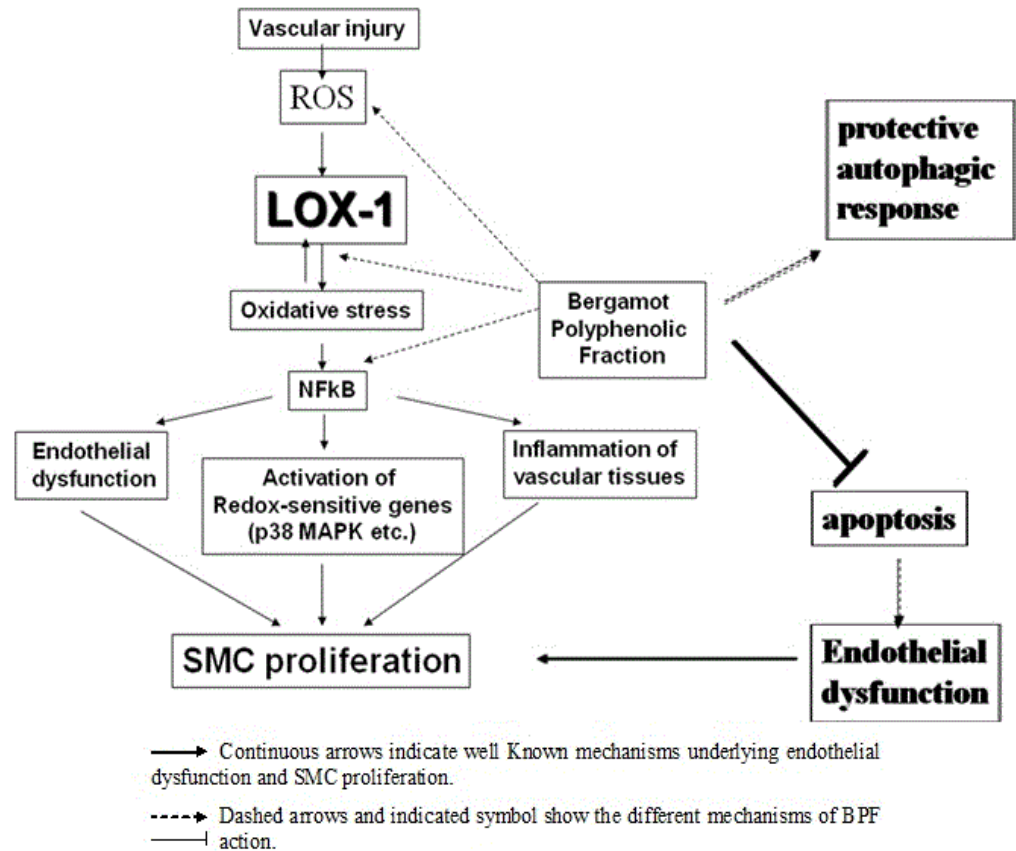 Vascular injury
ROS
LOX-1
Oxidative stress
NFkB
Endothelial
dysfunction
Activation of
Redox-sensitive genes
(p38 MAPK etc.)
Inflammation of
vascular tissues
SMC proliferation
Bergamot
Polyphenolic
Fraction
protective
autophagic
response
apoptosis
Endothelial
dysfunction
Continuous arrows indicate well Known mechanisms underlying endothelial
dysfunction and SMC proliferation.
Dashed arrows and indicated symbol show the different mechanisms of BPF
action.